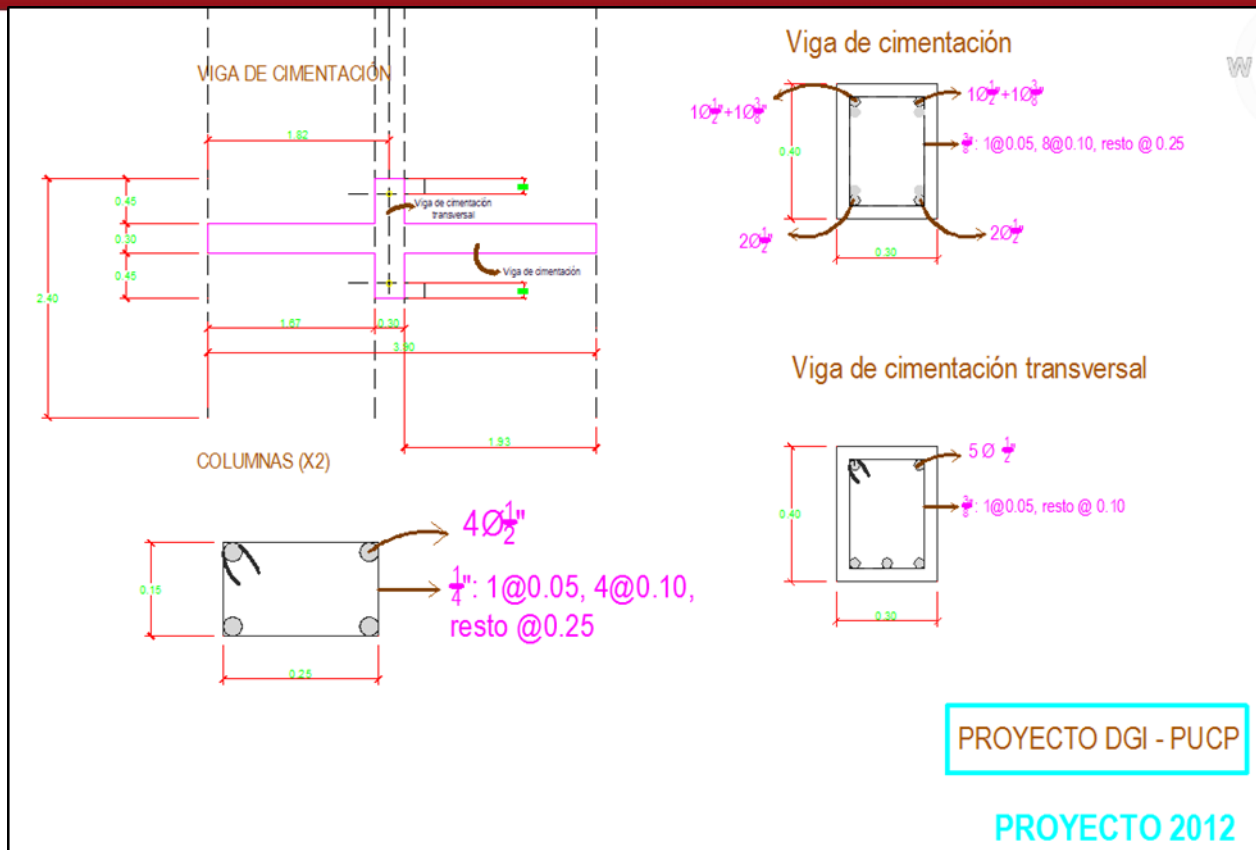 VIGA DE CIMENTACIÓN
1.82
0.45
0.30
0.45
2.40
Viga de cimentación
transversal
Viga de cimentación
1.67
0.30
3.90
1.93
COLUMNAS (X2)
0.15
0.25
4Ø1/2"
1/4": 1@0.05, 4@0.10,
resto @0.25
Viga de cimentación
1Ø1/2"+1Ø3/8"
1Ø1/2"+1Ø3/8"
0.40
3/8": 1@0.05, 8@0.10, resto @ 0.25
2Ø1/2"
2Ø1/2"
0.30
Viga de cimentación transversal
5 Ø 1/2"
0.40
3/8": 1@0.05, resto @ 0.10
0.30
PROYECTO DGI - PUCP
PROYECTO 2012
W